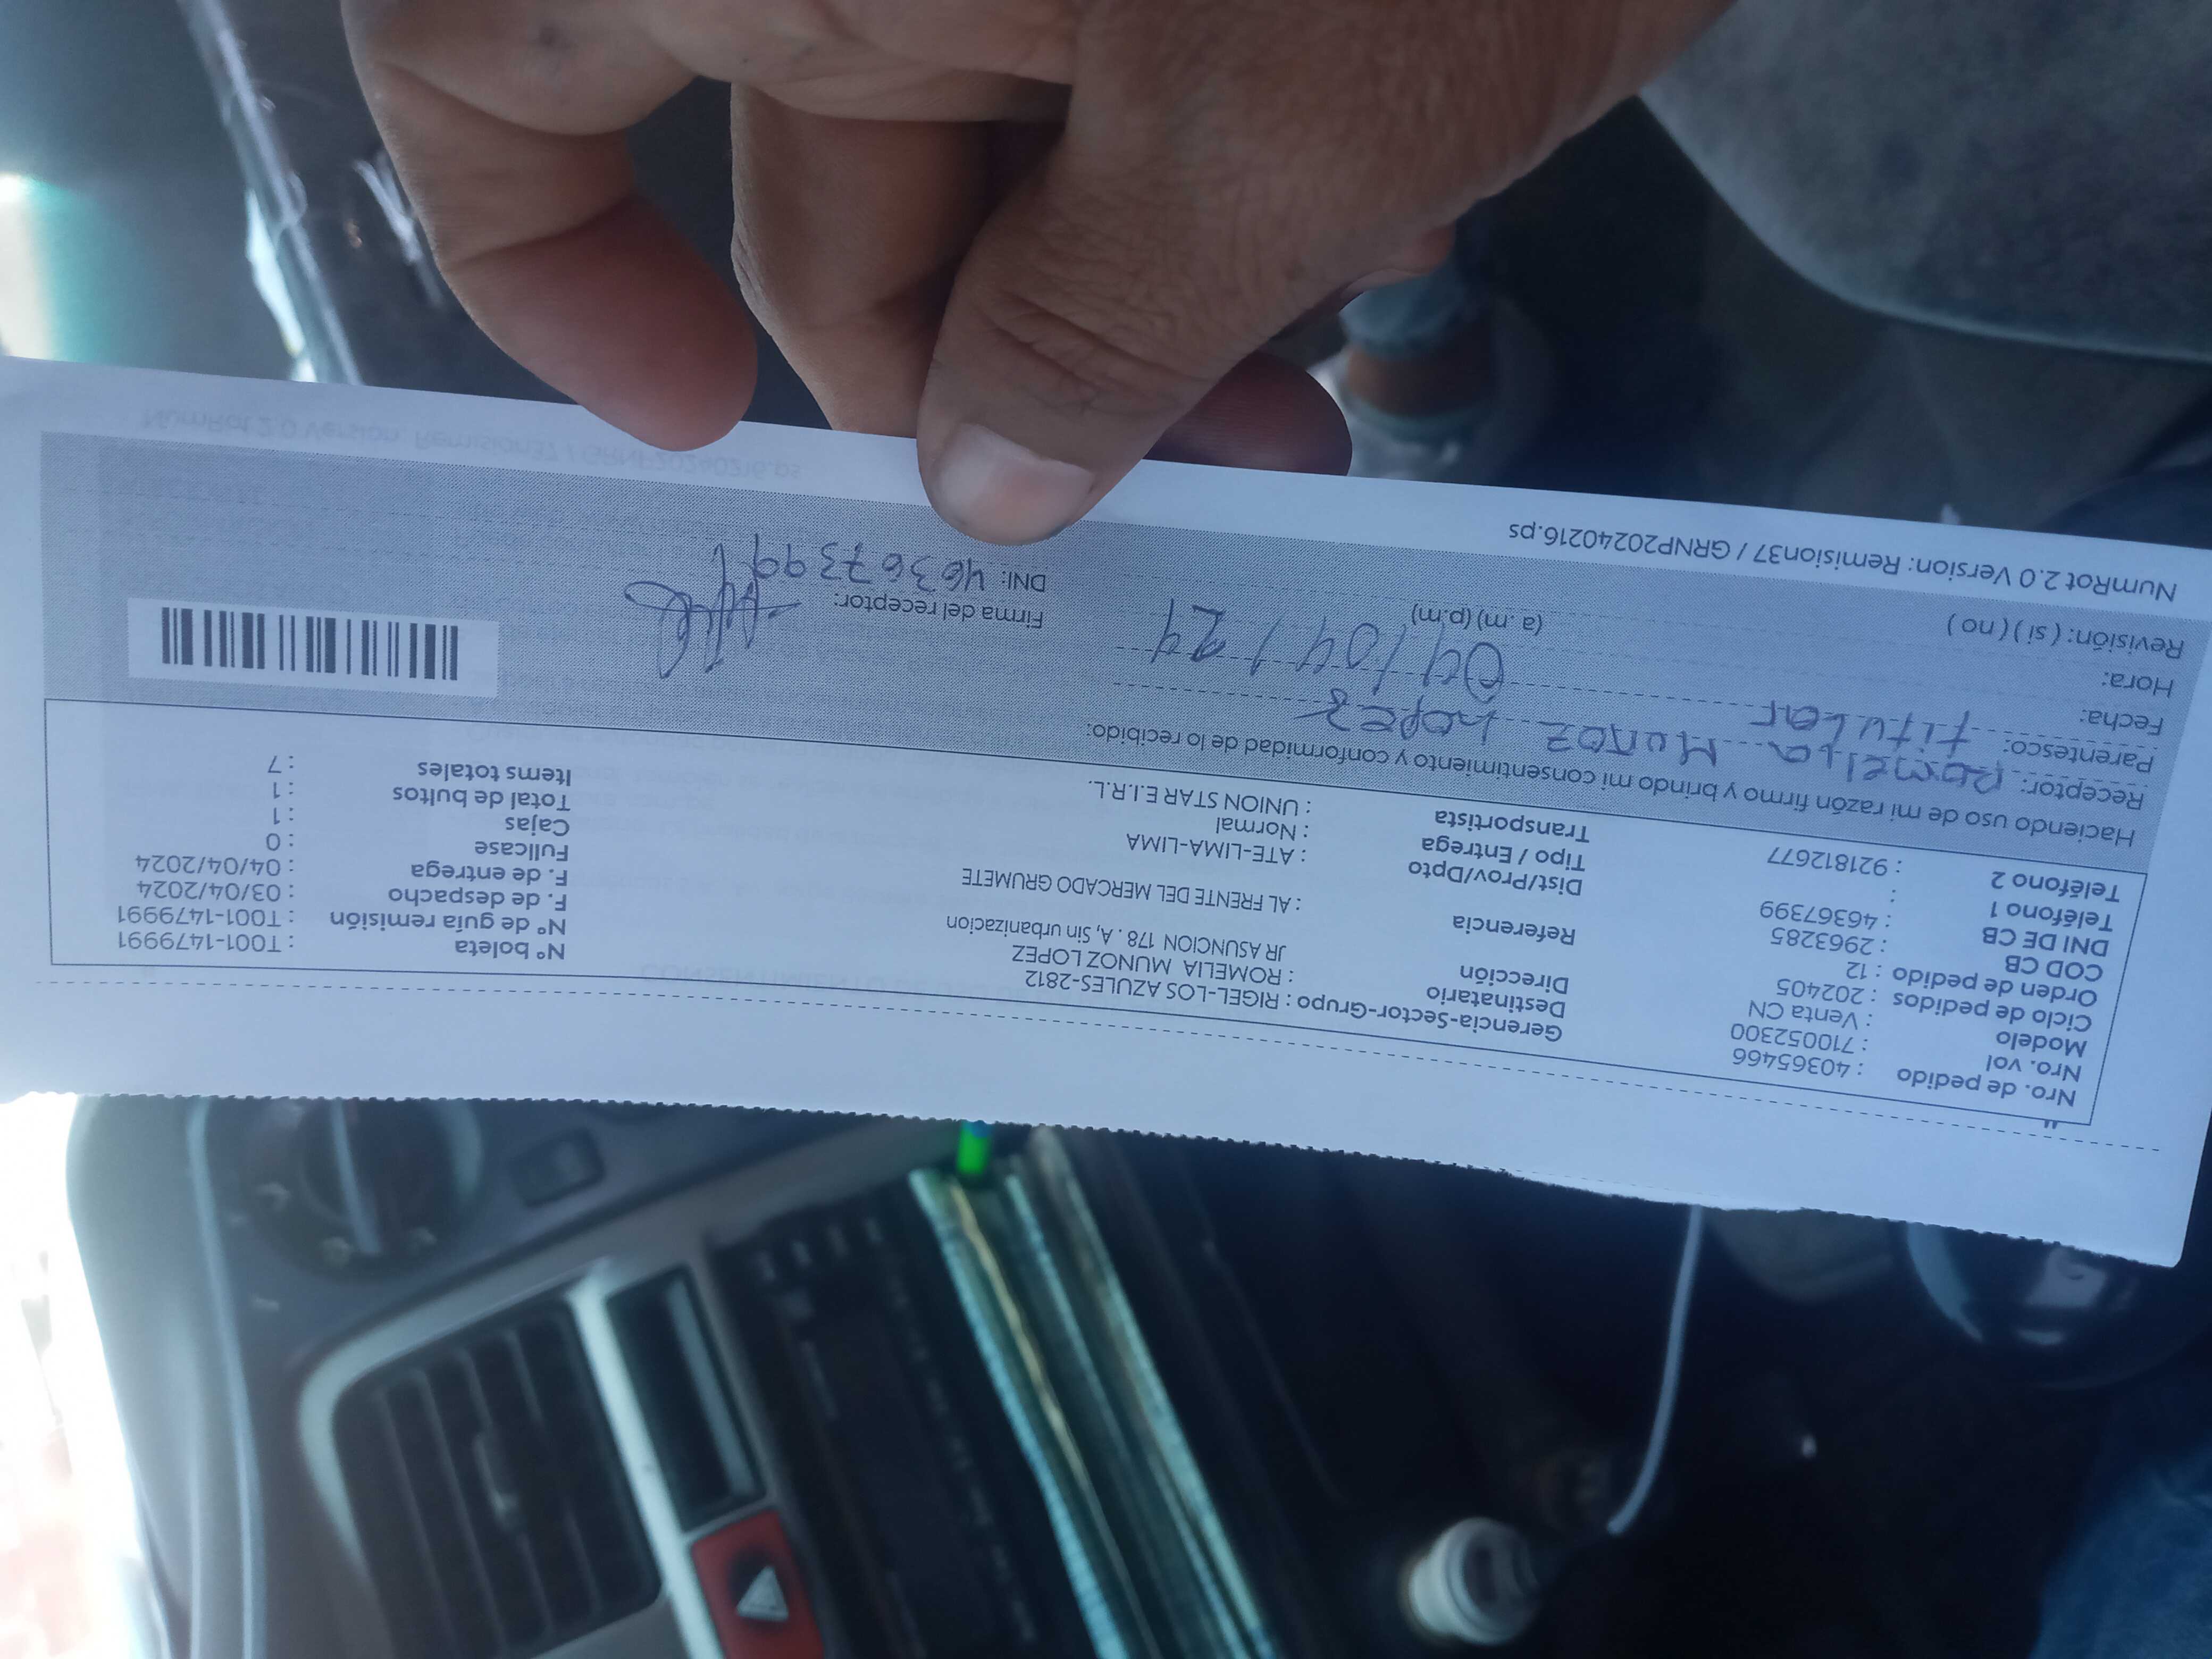 Nro. de pedido : 40365466
Nro. vol : 710052300
Modelo : Venta CN
Ciclo de pedidos : 202405
Orden de pedido : 12
COD CB : 2963285
DNI DE CB : 46367399
Teléfono 1 :
Teléfono 2 : 921812677
Gerencia-Sector-Grupo : RIGEL-LOS AZULES-2812
Destinatario : ROMELIA MUNOZ LOPEZ
Dirección JR ASUNCION 178 . A, Sin urbanizacion
Referencia : AL FRENTE DEL MERCADO GRUMETE
Dist/Prov/Dpto : ATE-LIMA-LIMA
Tipo / Entrega : Normal
Transportista : UNION STAR E.I.R.L.
N° boleta : T001-1479991
N° de guía remisión : T001-1479991
F. de despacho : 03/04/2024
F. de entrega : 04/04/2024
Fullcase : 0
Cajas : 1
Total de bultos : 1
Items totales : 7
Haciendo uso de mi razón firmo y brindo mi consentimiento y conformidad de lo recibido:
Receptor: Romelia Muñoz Lopez
Parentesco: titular
Fecha: 04/04/24
Hora: (a. m) (p.m)
Revisión: ( si ) ( no )
Firma del receptor:
DNI: 46367399
NumRot 2.0 Version: Remision37 / GRNP20240216.ps